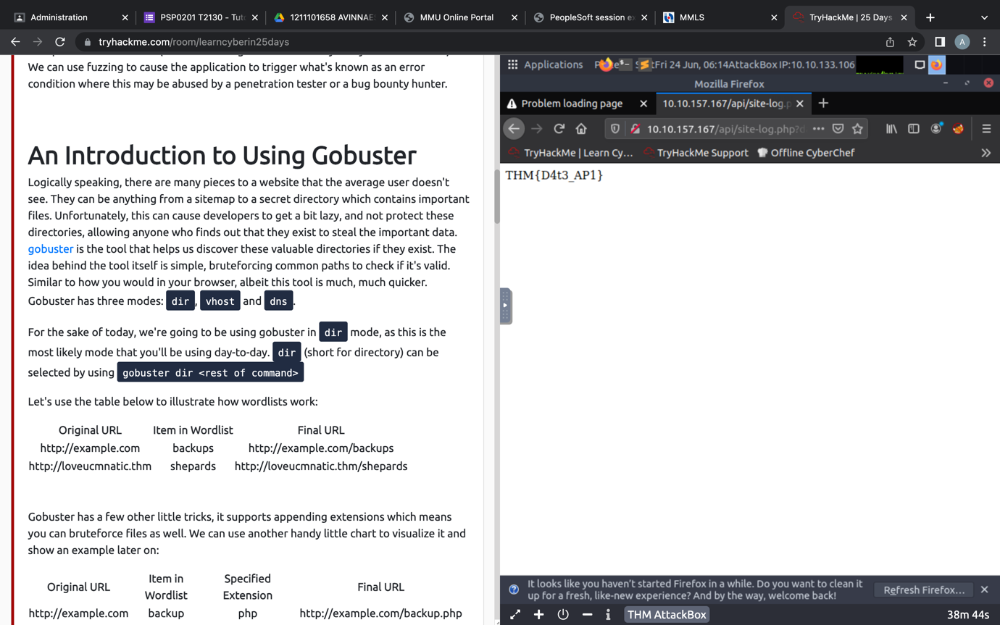 Administration
PSP0201 T2130 - Tut
1211101658 AVINNAE
MMU Online Portal
PeopleSoft session ex
MMLS
TryHackMe | 25 Days
tryhackme.com/room/learncyberin25days
A
We can use fuzzing to cause the application to trigger what's known as an error
condition where this may be abused by a penetration tester or a bug bounty hunter.
An Introduction to Using Gobuster
Logically speaking, there are many pieces to a website that the average user doesn't
see. They can be anything from a sitemap to a secret directory which contains important
files. Unfortunately, this can cause developers to get a bit lazy, and not protect these
directories, allowing anyone who finds out that they exist to steal the important data.
gobuster is the tool that helps us discover these valuable directories if they exist. The
idea behind the tool itself is simple, bruteforcing common paths to check if it's valid.
Similar to how you would in your browser, albeit this tool is much, much quicker.
Gobuster has three modes: dir, vhost and dns.
For the sake of today, we're going to be using gobuster in dir mode, as this is the
most likely mode that you'll be using day-to-day. dir (short for directory) can be
selected by using gobuster dir <rest of command>
Let's use the table below to illustrate how wordlists work:
Original URL Item in Wordlist Final URL
http://example.com backups http://example.com/backups
http://loveucmnatic.thm shepards http://loveucmnatic.thm/shepards
Gobuster has a few other little tricks, it supports appending extensions which means
you can bruteforce files as well. We can use another handy little chart to visualize it and
show an example later on:
Original URL Item in Wordlist Specified Extension Final URL
http://example.com backup php http://example.com/backup.php
Applications
Fri 24 Jun, 06:14 AttackBox IP:10.10.133.106
Mozilla Firefox
Problem loading page
10.10.157.167/api/site-log.p
10.10.157.167/api/site-log.php?d
TryHackMe | Learn Cy…
TryHackMe Support
Offline CyberChef
THM{D4t3_AP1}
It looks like you haven't started Firefox in a while. Do you want to clean it
up for a fresh, like-new experience? And by the way, welcome back!
Refresh Firefox…
THM AttackBox
38m 44s